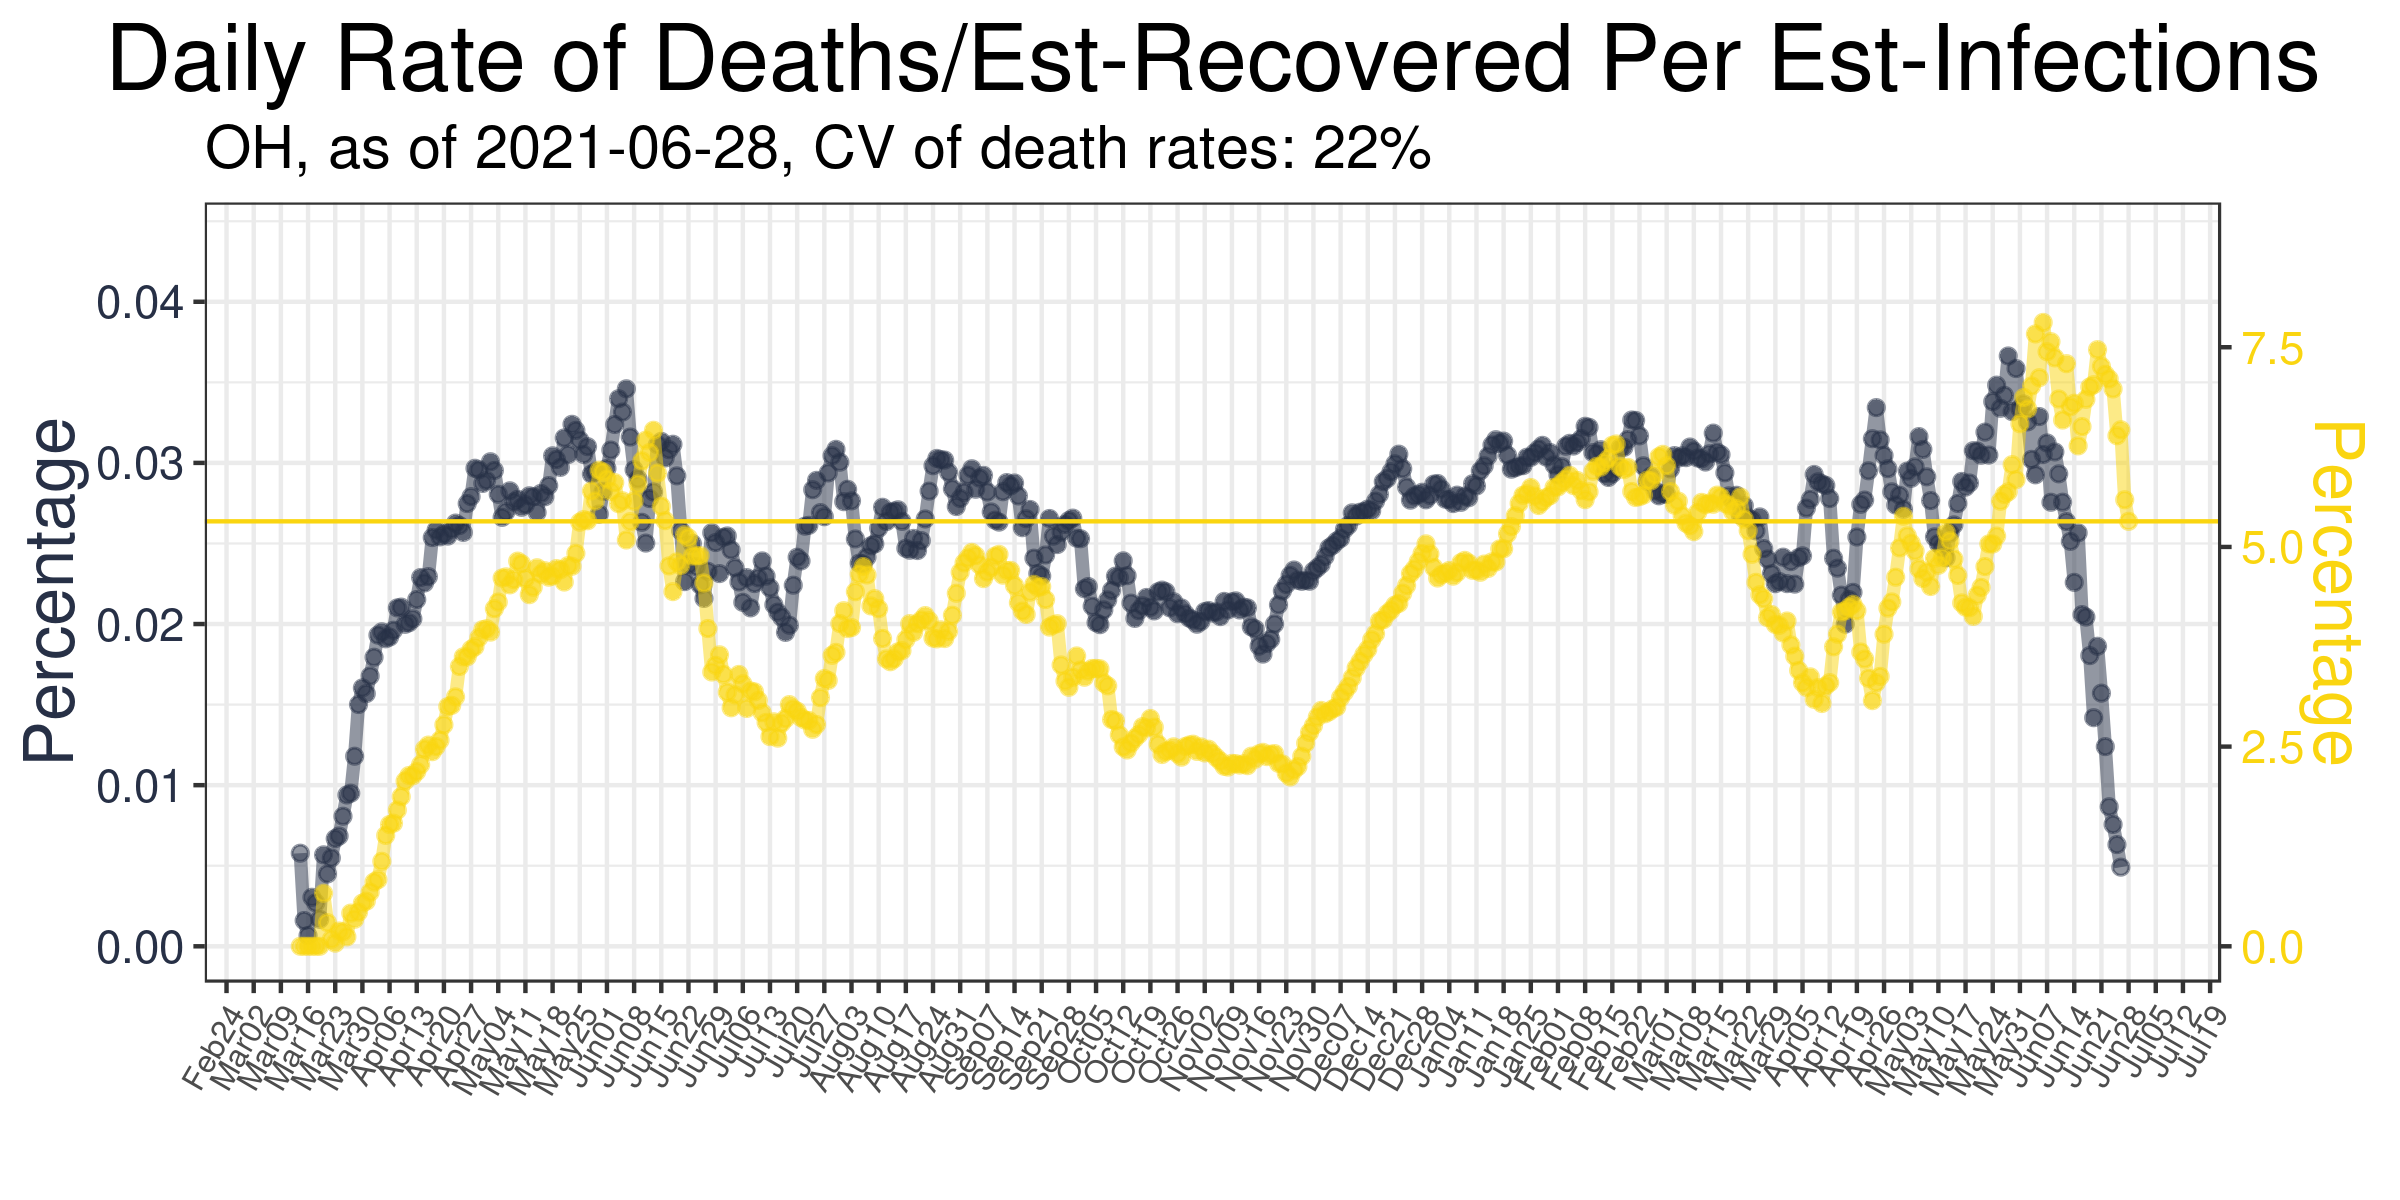 Daily Rate of Deaths/Est-Recovered Per Est-Infections
OH, as of 2021-06-28, CV of death rates: 22%
Percentage
0.04
0.03
0.02
0.01
0.00
7.5
5.0
2.5
0.0
Percentage
Feb24
Mar02
Mar09
Mar16
Mar23
Mar30
Apr06
Apr13
Apr20
Apr27
May04
May11
May18
May25
Jun01
Jun08
Jun15
Jun22
Jun29
Jul06
Jul13
Jul20
Jul27
Aug03
Aug10
Aug17
Aug24
Aug31
Sep07
Sep14
Sep21
Sep28
Oct05
Oct12
Oct19
Oct26
Nov02
Nov09
Nov16
Nov23
Nov30
Dec07
Dec14
Dec21
Dec28
Jan04
Jan11
Jan18
Jan25
Feb01
Feb08
Feb15
Feb22
Mar01
Mar08
Mar15
Mar22
Mar29
Apr05
Apr12
Apr19
Apr26
May03
May10
May17
May24
May31
Jun07
Jun14
Jun21
Jun28
Jul05
Jul12
Jul19